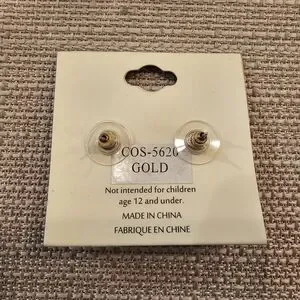 COS-5620
GOLD
Not intended for children
age 12 and under.
MADE IN CHINA
FABRIQUE EN CHINE